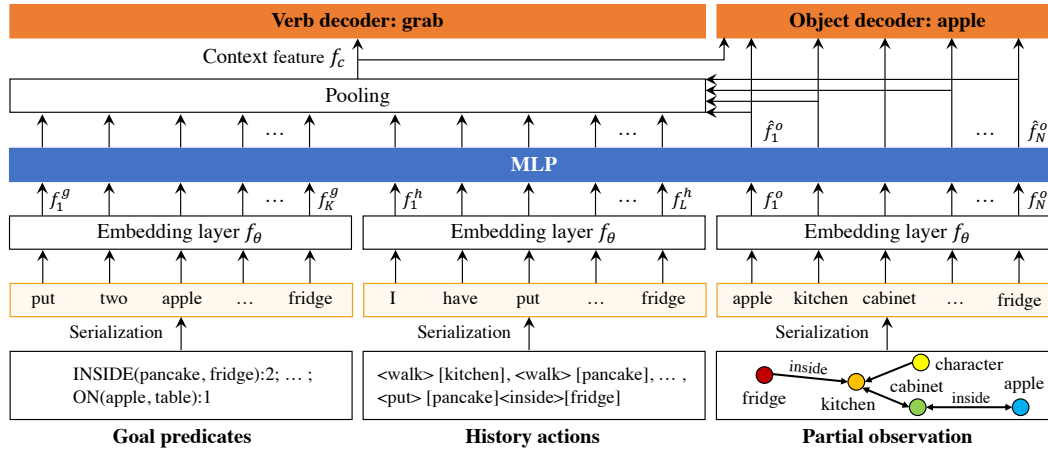 Verb decoder: grab
Object decoder: apple
Context feature f_c
Pooling
… … f̂_1^o … f̂_N^o
MLP
f_1^g … f_K^g f_1^h … f_L^h f_1^o … f_N^o
Embedding layer f_θ
Embedding layer f_θ
Embedding layer f_θ
put two apple … fridge
I have put … fridge
apple kitchen cabinet … fridge
Serialization
Serialization
Serialization
INSIDE(pancake, fridge):2; … ;
ON(apple, table):1
<walk> [kitchen], <walk> [pancake], … ,
<put> [pancake]<inside>[fridge]
inside
character
fridge
kitchen
cabinet
inside
apple
Goal predicates
History actions
Partial observation